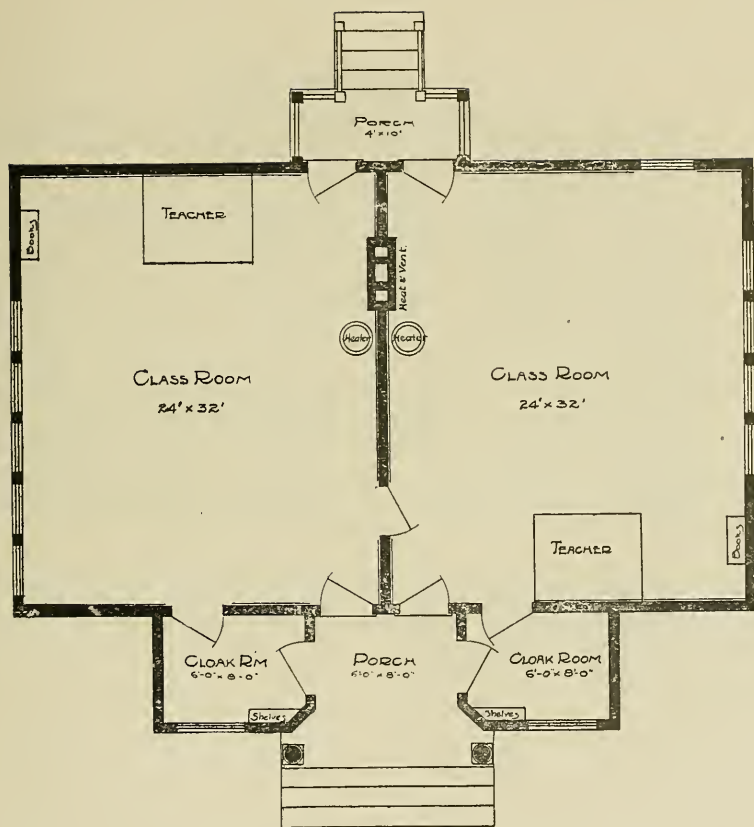 PORCH
4' x 10'
TEACHER
Books
Heat & Vent.
Heater
Heater
CLASS ROOM
24' x 32'
CLASS ROOM
24' x 32'
TEACHER
Books
CLOAK RM
6'-0" x 8'-0"
PORCH
6'-0" x 8'-0"
CLOAK ROOM
6'-0" x 8'-0"
Shelves
Shelves